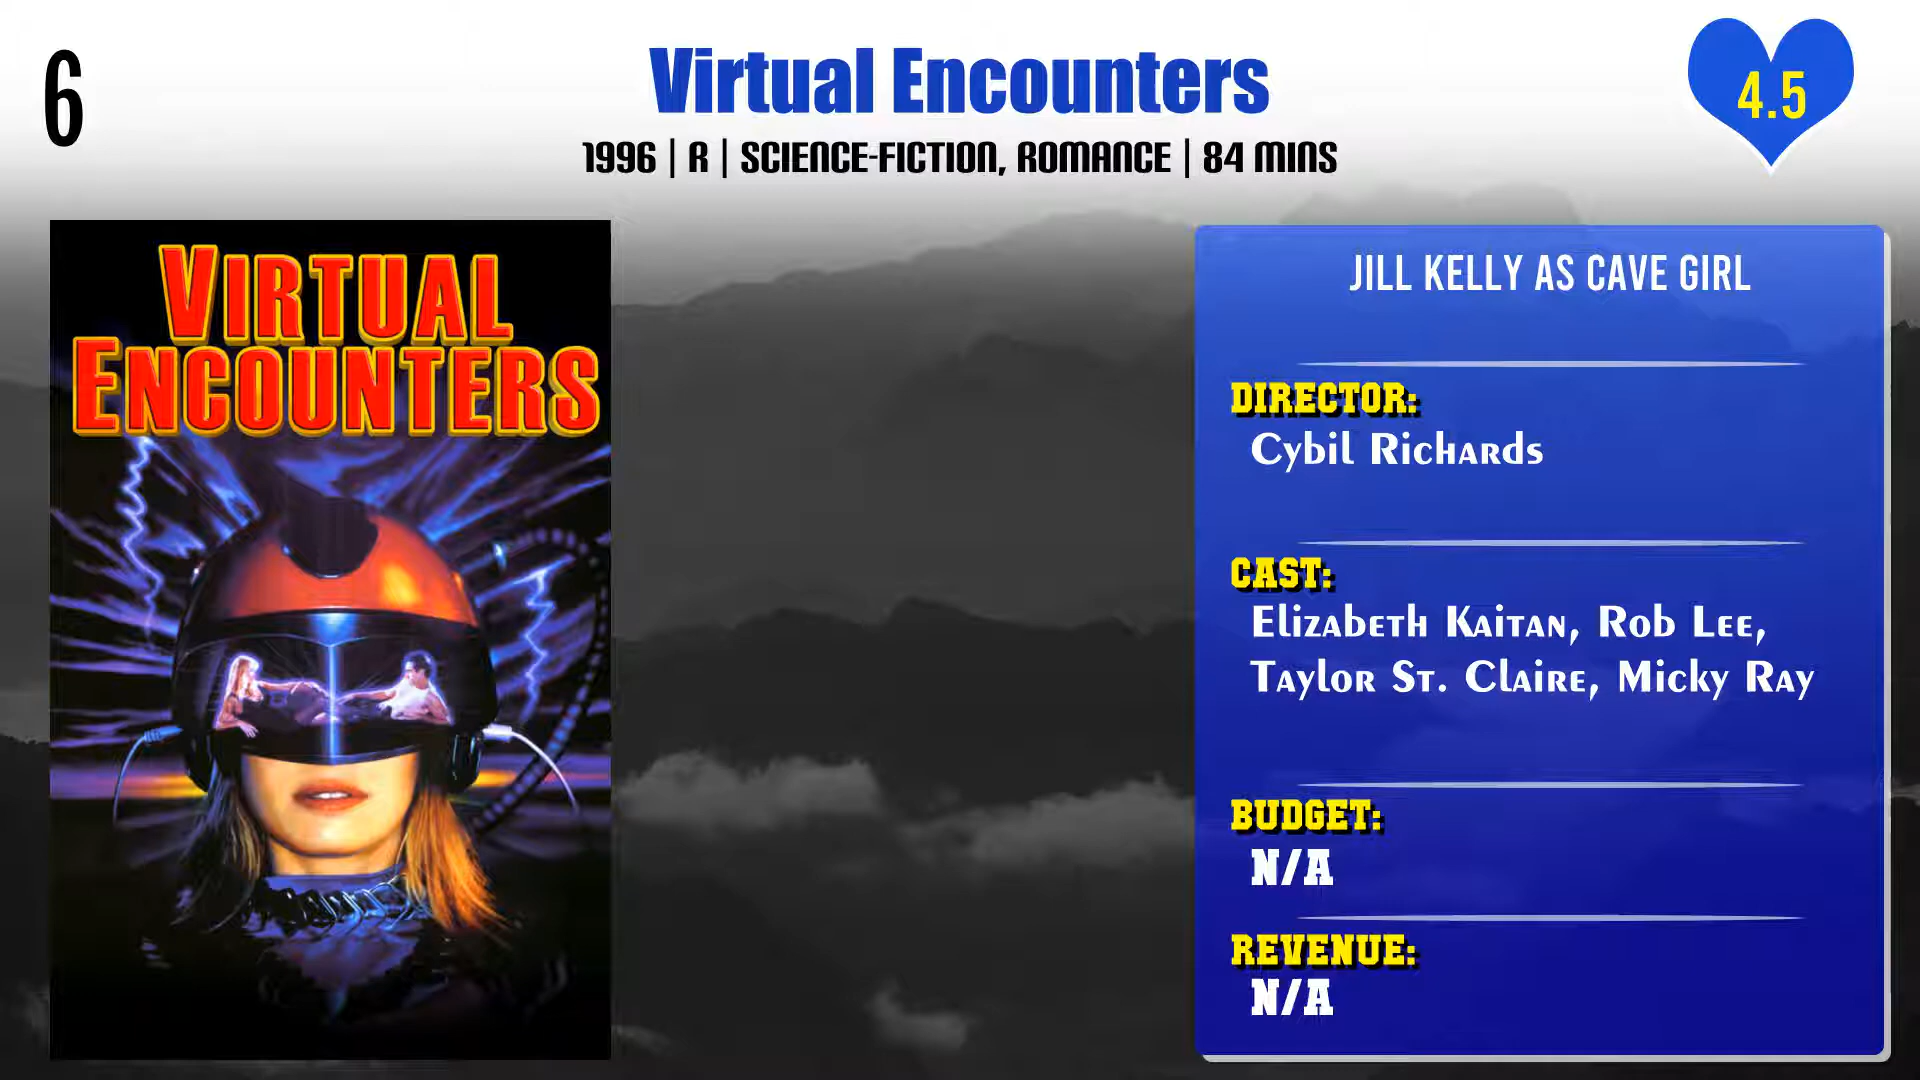 6
Virtual Encounters
4.5
1996 | R | SCIENCE-FICTION, ROMANCE | 84 MINS
VIRTUAL
ENCOUNTERS
JILL KELLY AS CAVE GIRL
DIRECTOR:
Cybil Richards
CAST:
Elizabeth Kaitan, Rob Lee,
Taylor St. Claire, Micky Ray
BUDGET:
N/A
REVENUE:
N/A